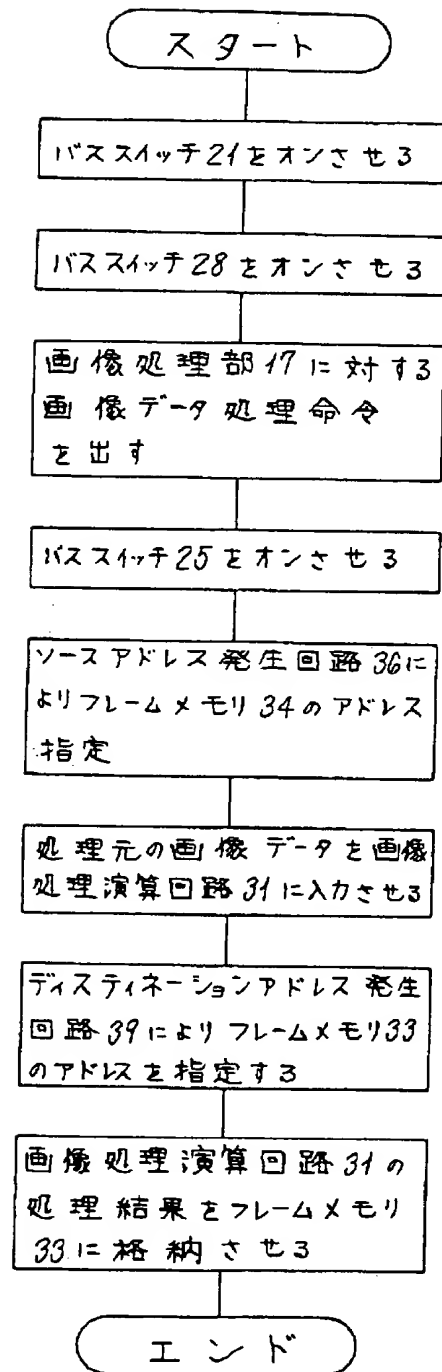 スタート
バススイッチ21をオンさせる
バススイッチ28をオンさせる
画像処理部17に対する
画像データ処理命令
を出す
バススイッチ25をオンさせる
ソースアドレス発生回路36に
よりフレームメモリ34のアドレス
指定
処理元の画像データを画像
処理演算回路31に入力させる
ディスティネーションアドレス発生
回路39によりフレームメモリ33
のアドレスを指定する
画像処理演算回路31の
処理結果をフレームメモリ
33に格納させる
エンド